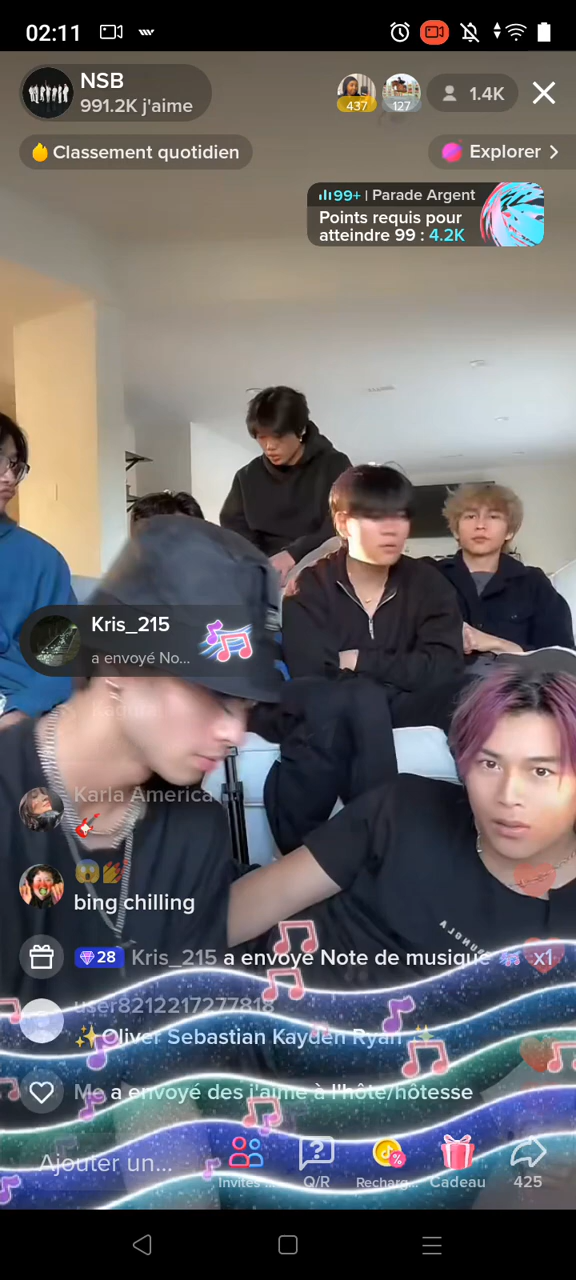 02:11
NSB
991.2K j'aime
437
127
1.4K
Classement quotidien
Explorer
99+ | Parade Argent
Points requis pour
atteindre 99 : 4.2K
Kris_215
a envoyé No...
Karla America
bing chilling
28 Kris_215 a envoyé Note de musique x1
user8212217277818
✨Oliver Sebastian Kayden Ryan ✨
Me a envoyé des j'aime à l'hôte/hôtesse
Ajouter un...
Invités ...
Q/R
Recharg...
Cadeau
425